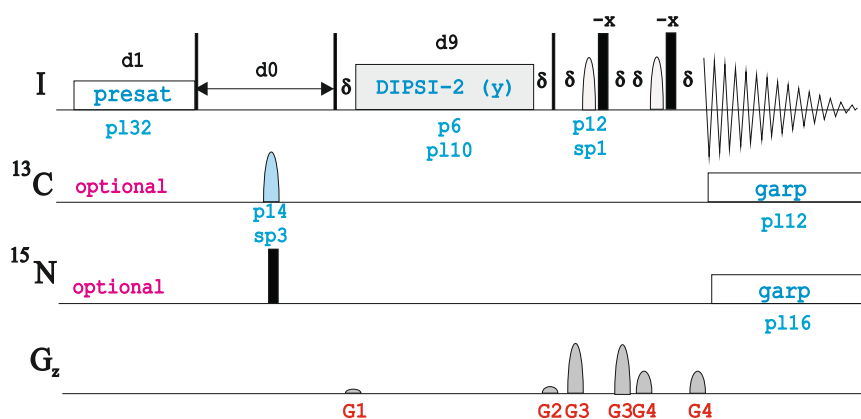 -x -x
d1 d9
d0
I presat δ DIPSI-2 (y) δ δ δ δ δ
pl32 p6 p12
pl10 sp1
13C optional garp
p14 pl12
sp3
15N optional garp
pl16
Gz
G1 G2 G3 G3 G4 G4